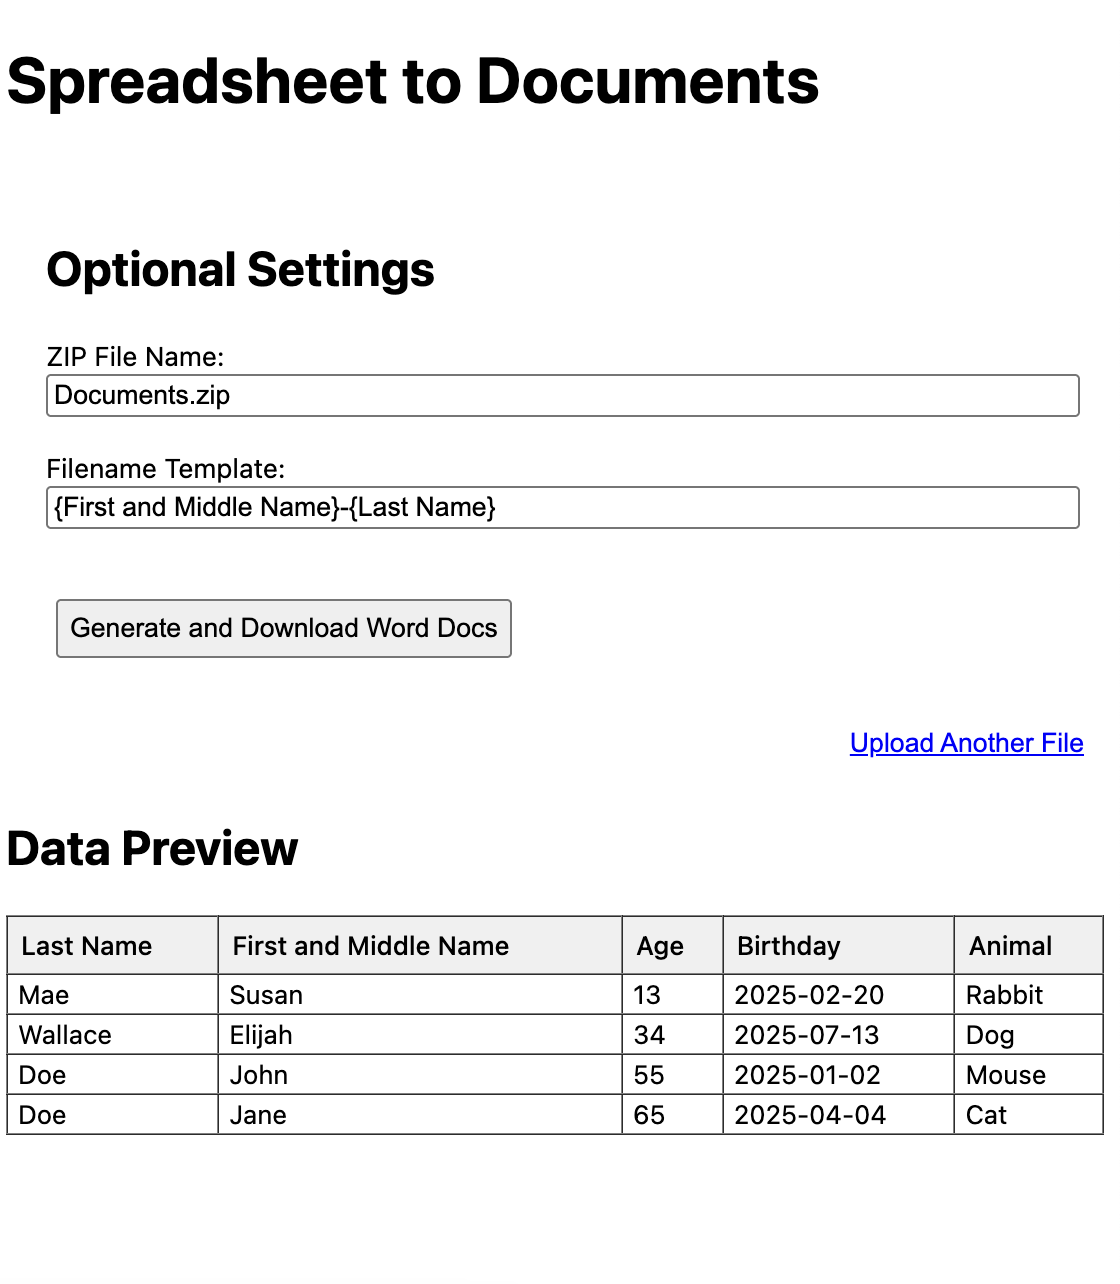 Spreadsheet to Documents
Optional Settings
ZIP File Name:
Documents.zip
Filename Template:
{First and Middle Name}-{Last Name}
Generate and Download Word Docs
Upload Another File
Data Preview
Last Name First and Middle Name Age Birthday Animal
Mae Susan 13 2025-02-20 Rabbit
Wallace Elijah 34 2025-07-13 Dog
Doe John 55 2025-01-02 Mouse
Doe Jane 65 2025-04-04 Cat